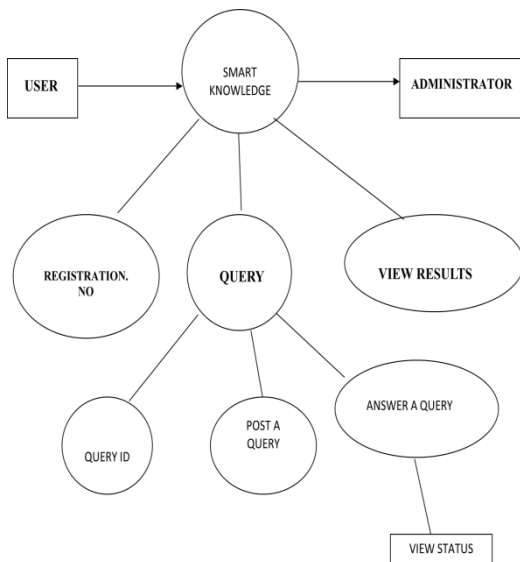 USER
SMART
KNOWLEDGE
ADMINISTRATOR
REGISTRATION.
NO
QUERY
VIEW RESULTS
QUERY ID
POST A
QUERY
ANSWER A QUERY
VIEW STATUS